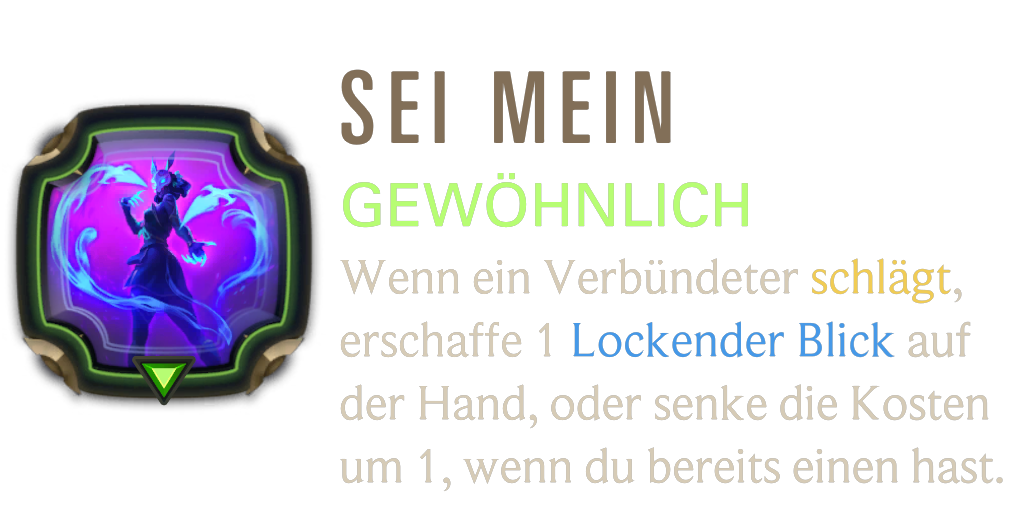 SEI MEIN
GEWÖHNLICH
Wenn ein Verbündeter schlägt,
erschaffe 1 Lockender Blick auf
der Hand, oder senke die Kosten
um 1, wenn du bereits einen hast.